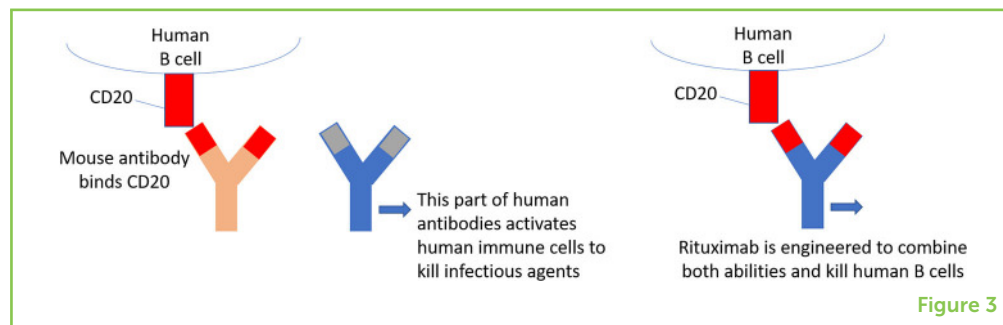 Human
B cell
CD20
Mouse antibody
binds CD20
This part of human
antibodies activates
human immune cells to
kill infectious agents
Human
B cell
CD20
Rituximab is engineered to combine
both abilities and kill human B cells
Figure 3